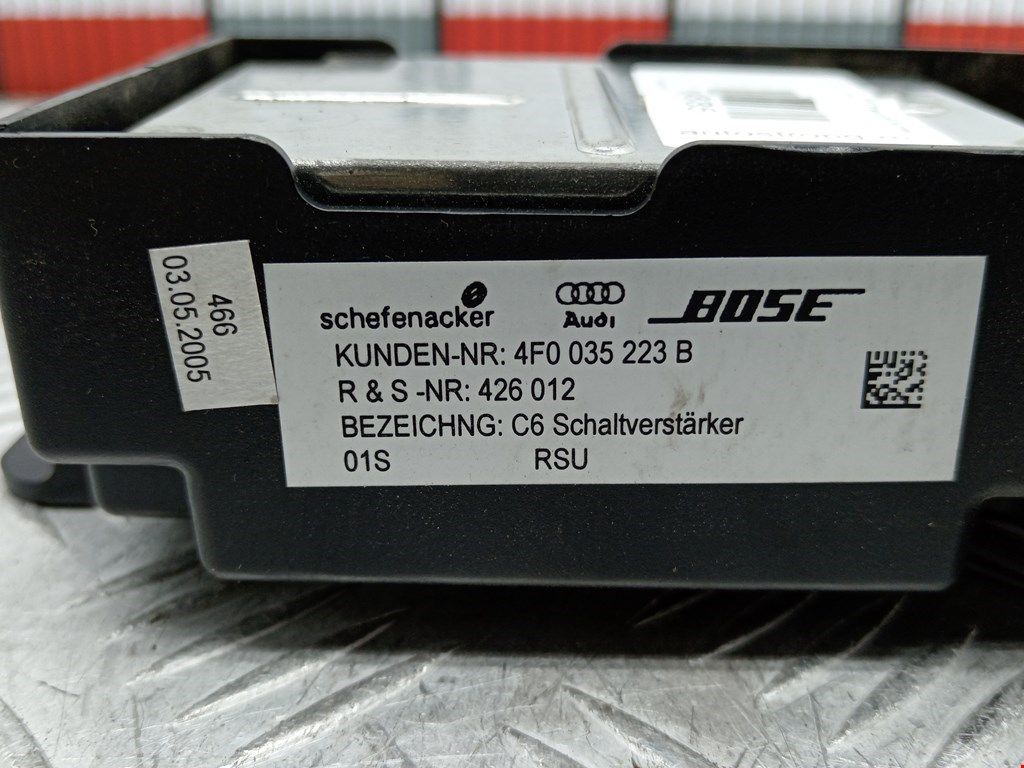 466
03.05.2005
schefenacker
Audi
BOSE
KUNDEN-NR: 4F0 035 223 B
R & S -NR: 426 012
BEZEICHNG: C6 Schaltverstärker
01S RSU